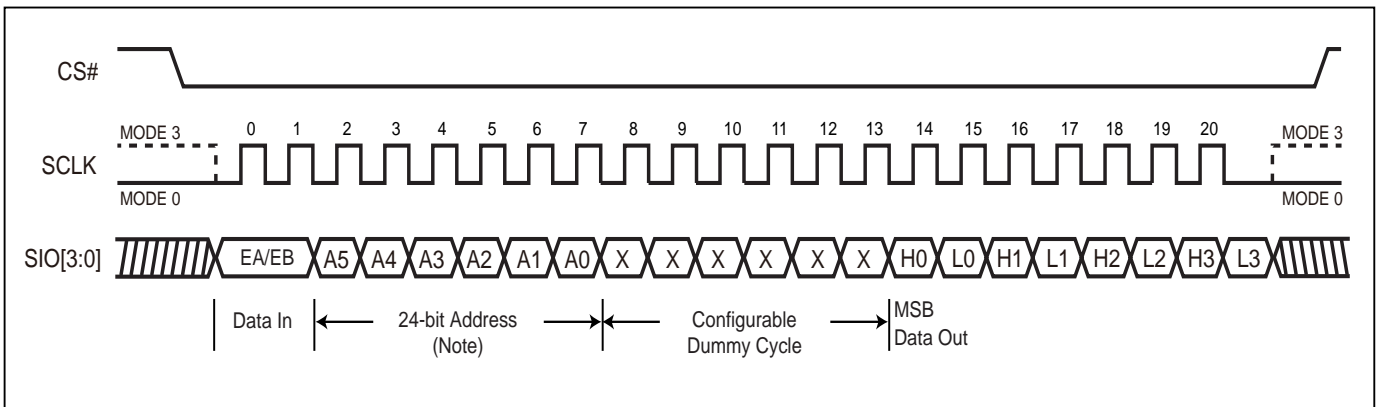 CS#
MODE 3 0 1 2 3 4 5 6 7 8 9 10 11 12 13 14 15 16 17 18 19 20 MODE 3
SCLK
MODE 0 MODE 0
SIO[3:0] EA/EB A5 A4 A3 A2 A1 A0 X X X X X X H0 L0 H1 L1 H2 L2 H3 L3
Data In 24-bit Address (Note) Configurable Dummy Cycle MSB Data Out